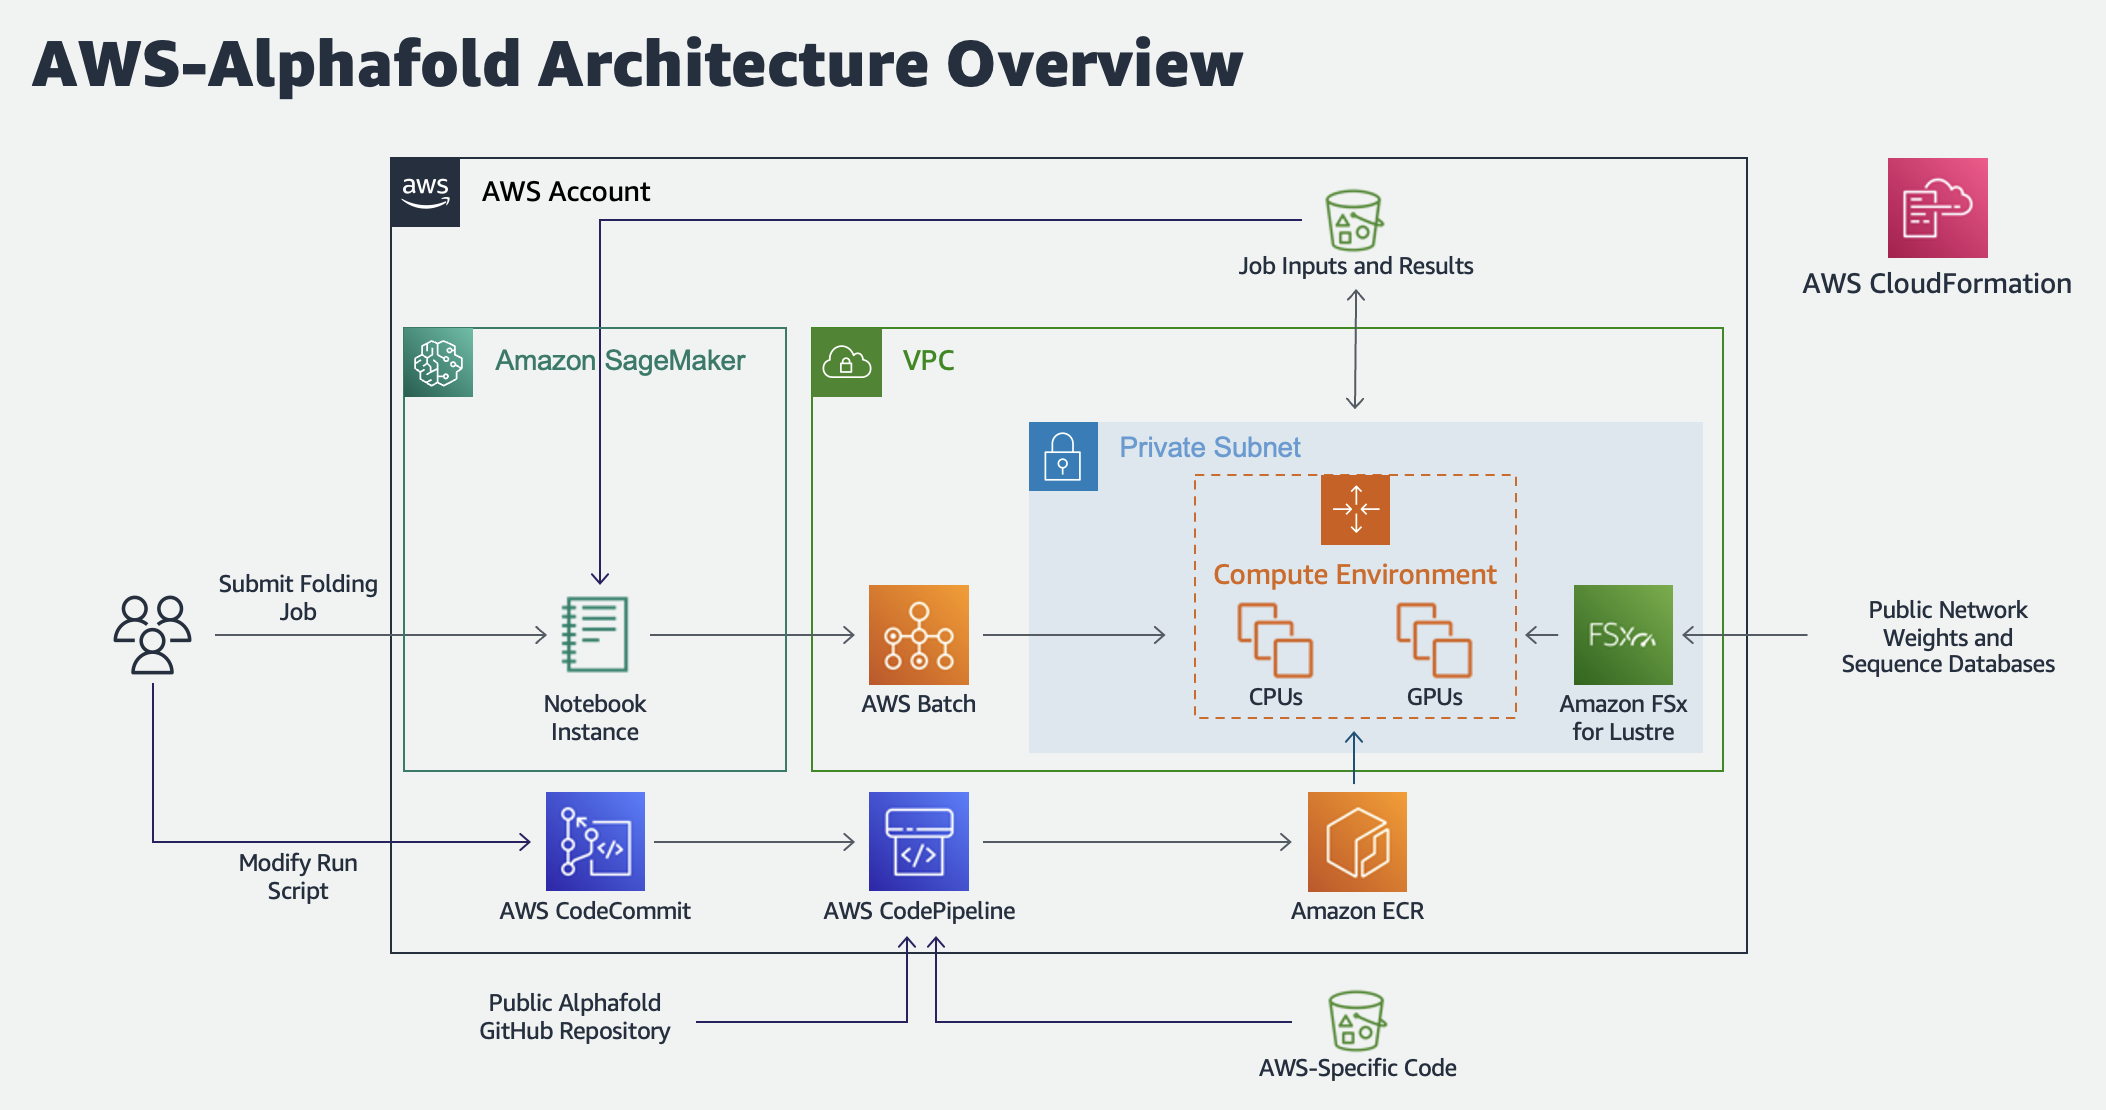 AWS-Alphafold Architecture Overview
aws
AWS Account
Job Inputs and Results
AWS CloudFormation
Amazon SageMaker
VPC
Private Subnet
Compute Environment
CPUs
GPUs
Submit Folding
Job
Notebook
Instance
AWS Batch
FSx
Amazon FSx
for Lustre
Public Network
Weights and
Sequence Databases
Modify Run
Script
</>
AWS CodeCommit
</>
AWS CodePipeline
Amazon ECR
Public Alphafold
GitHub Repository
AWS-Specific Code